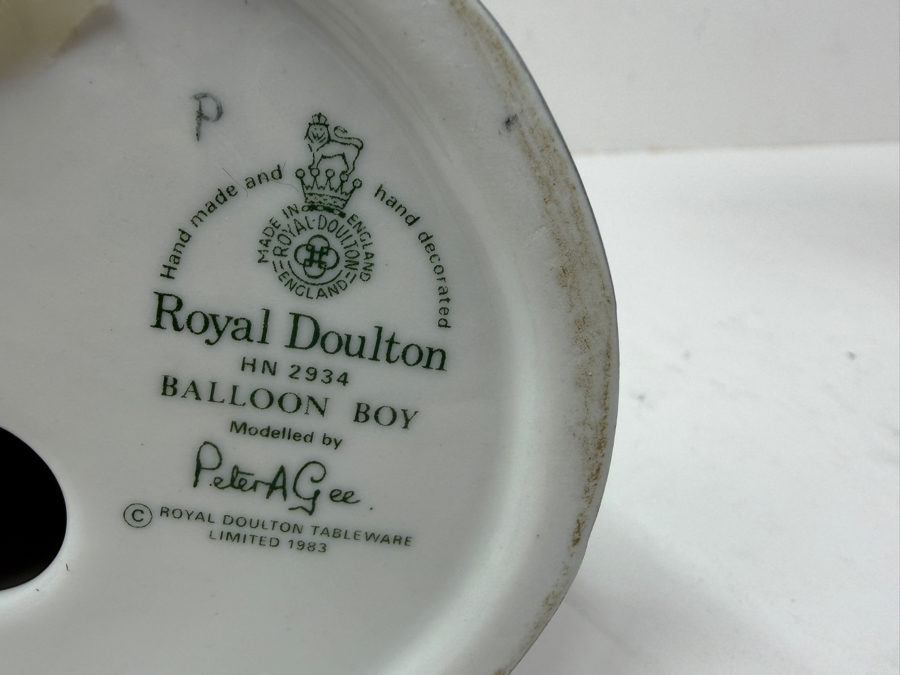 P
Hand made and hand decorated
MADE IN ENGLAND
ROYAL·DOULTON
ENGLAND
Royal Doulton
HN 2934
BALLOON BOY
Modelled by
Peter A Gee.
© ROYAL DOULTON TABLEWARE
LIMITED 1983